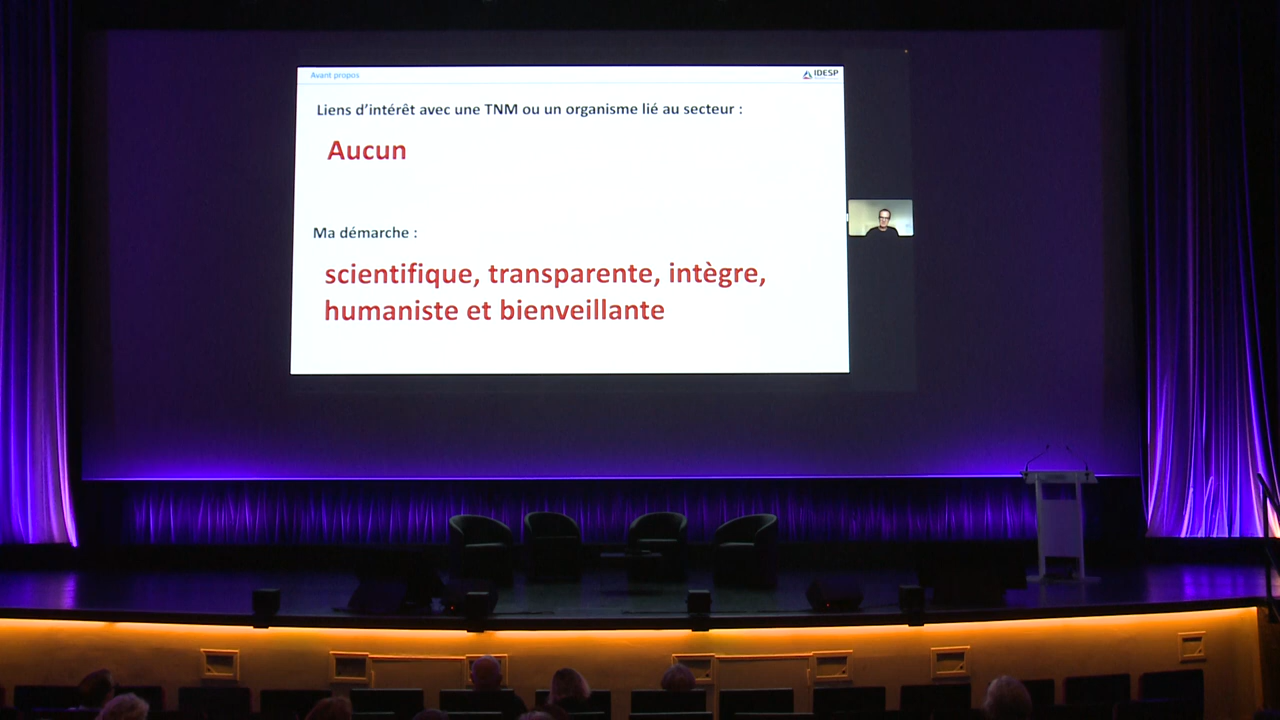 Avant propos
IDESP
Liens d'intérêt avec une TNM ou un organisme lié au secteur :
Aucun
Ma démarche :
scientifique, transparente, intègre,
humaniste et bienveillante